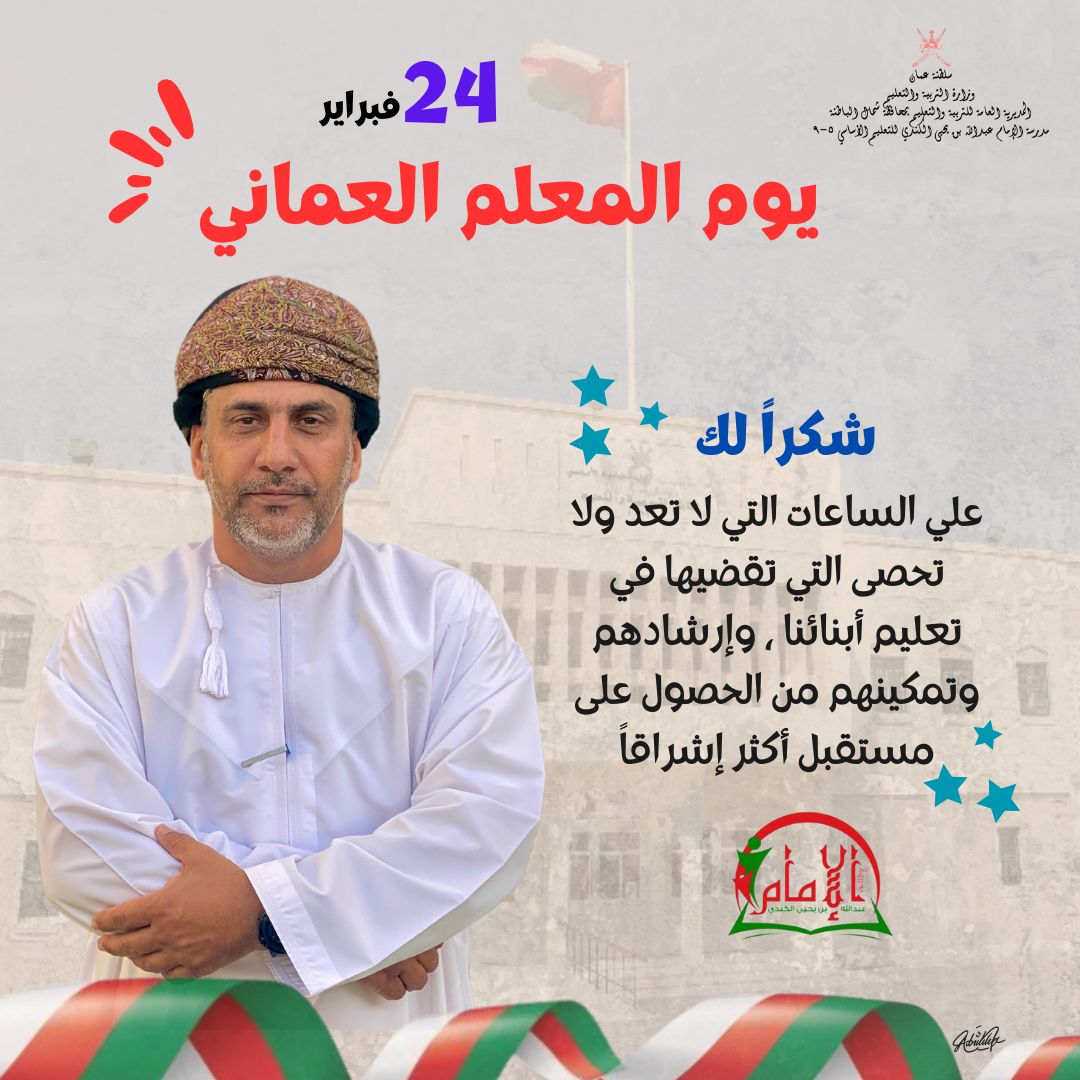 سلطنة عمان
وزارة التربية والتعليم
المديرية العامة للتربية والتعليم بمحافظة شمال الباطنة
مدرسة الإمام عبدالله بن يحيى الكندي للتعليم الأساسي ٥-٩
24 فبراير
يوم المعلم العماني
شكراً لك
علي الساعات التي لا تعد ولا
تحصى التي تقضيها في
تعليم أبنائنا , وإرشادهم
وتمكينهم من الحصول على
مستقبل أكثر إشراقاً
الإمام
عبدالله بن يحيى الكندي